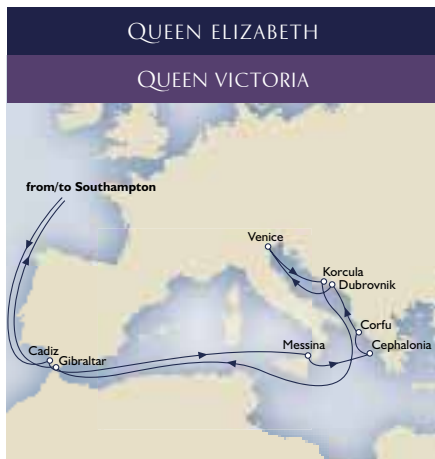 QUEEN ELIZABETH
QUEEN VICTORIA
from/to Southampton
Venice
Korcula
Dubrovnik
Corfu
Cadiz
Gibraltar
Messina
Cephalonia